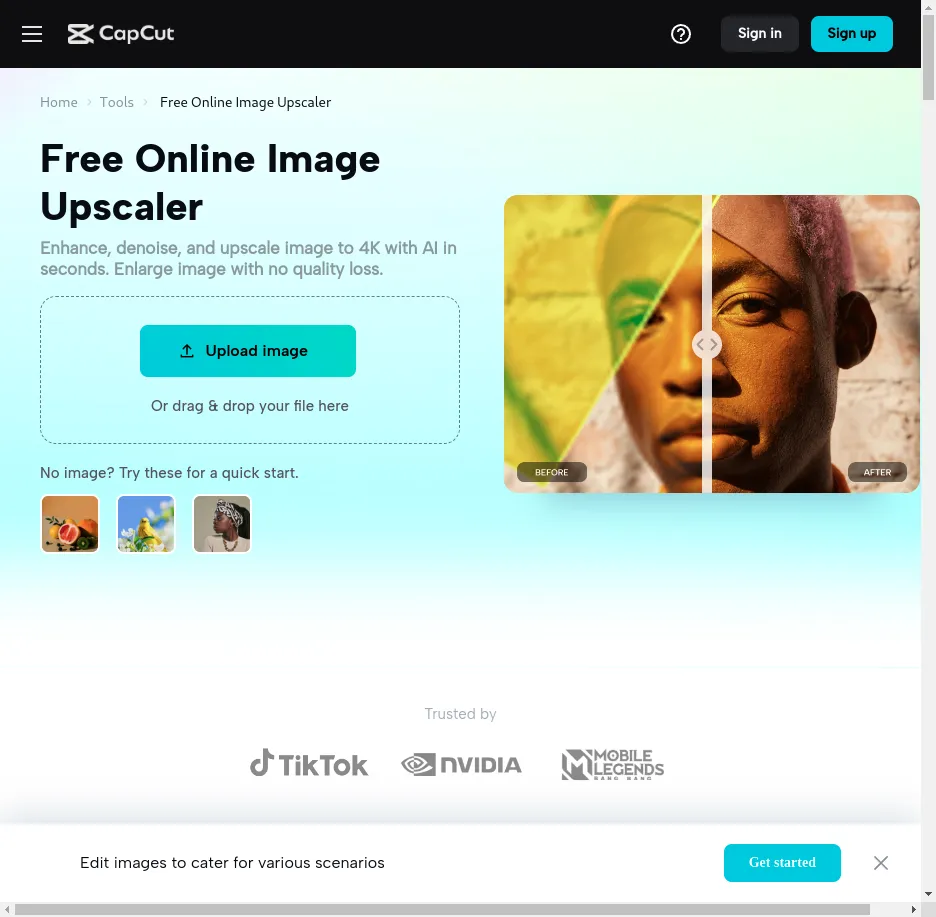 CapCut
Sign in
Sign up
Home
Tools
Free Online Image Upscaler
Free Online Image
Upscaler
Enhance, denoise, and upscale image to 4K with AI in
seconds. Enlarge image with no quality loss.
Upload image
Or drag & drop your file here
No image? Try these for a quick start.
BEFORE
AFTER
Trusted by
TikTok
NVIDIA
MOBILE
LEGENDS
BANG BANG
Edit images to cater for various scenarios
Get started